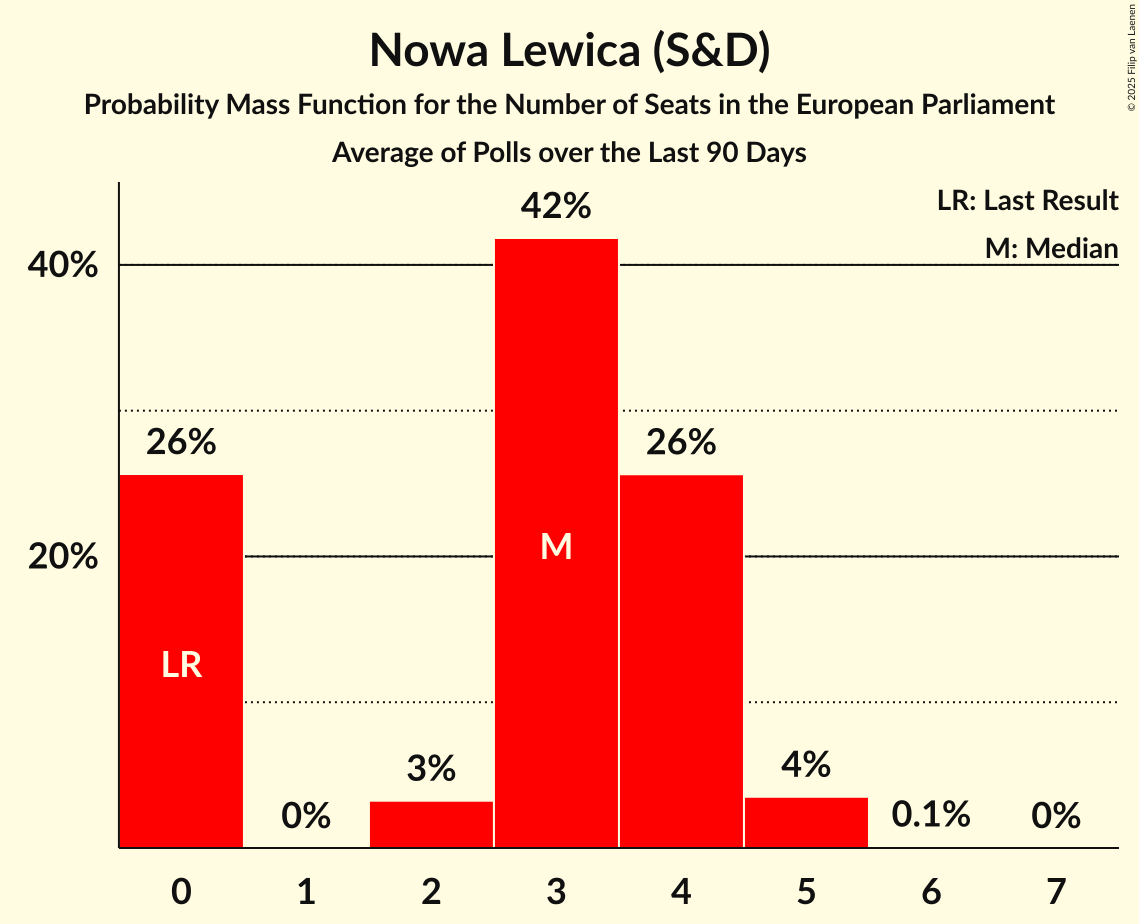 Nowa Lewica (S&D)
Probability Mass Function for the Number of Seats in the European Parliament
Average of Polls over the Last 90 Days
© 2025 Filip van Laenen
LR: Last Result
M: Median
42%
40%
26%
26%
20%
M
LR
3%
4%
0%
0.1%
0%
0 1 2 3 4 5 6 7